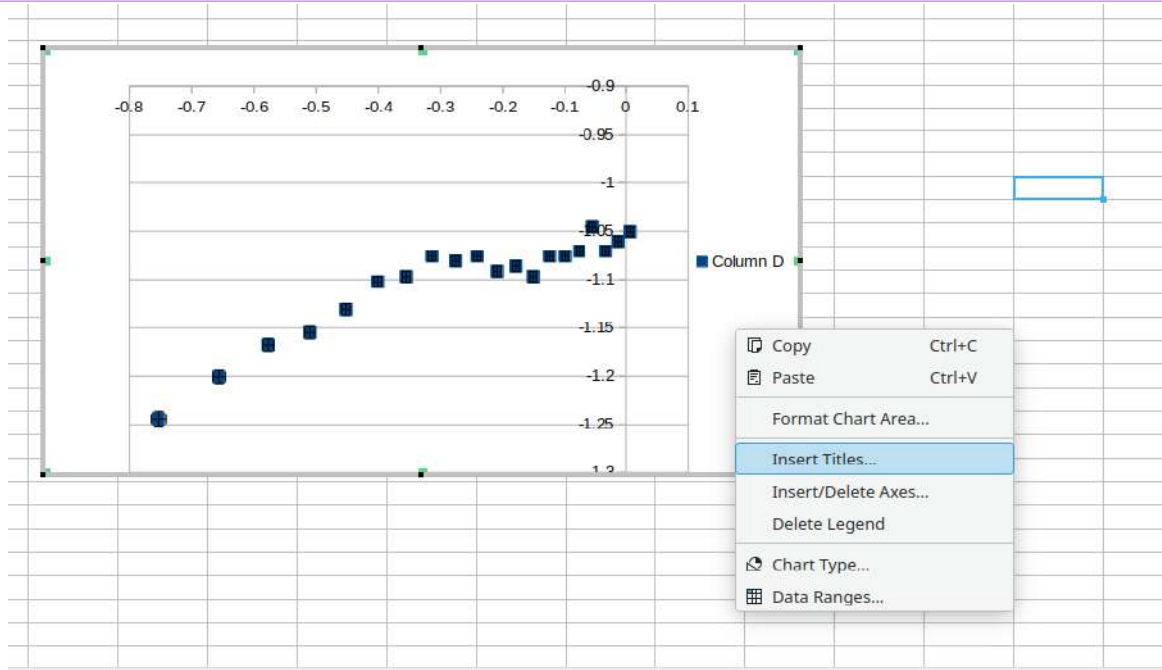 -0.9
-0.8 -0.7 -0.6 -0.5 -0.4 -0.3 -0.2 -0.1 0 0.1
-0.95
-1
-1.05
Column D
-1.1
-1.15
-1.2
-1.25
-1.3
Copy Ctrl+C
Paste Ctrl+V
Format Chart Area...
Insert Titles...
Insert/Delete Axes...
Delete Legend
Chart Type...
Data Ranges...